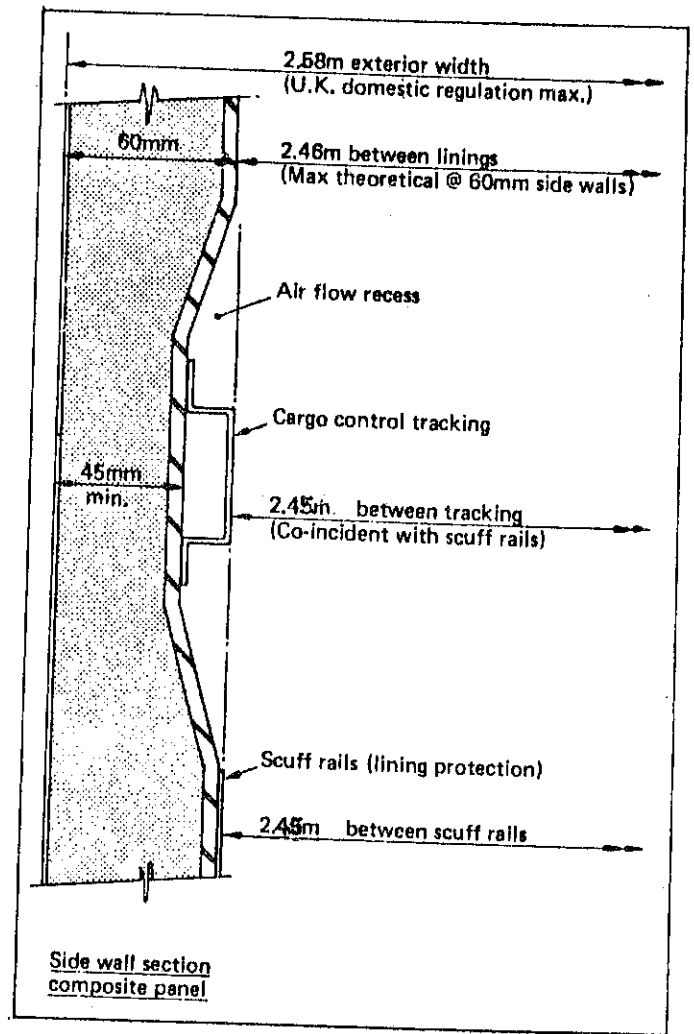 2.58m exterior width
(U.K. domestic regulation max.)
60mm
2.46m between linings
(Max theoretical @ 60mm side walls)
Air flow recess
Cargo control tracking
45mm
min.
2.45m between tracking
(Co-incident with scuff rails)
Scuff rails (lining protection)
2.45m between scuff rails
Side wall section
composite panel